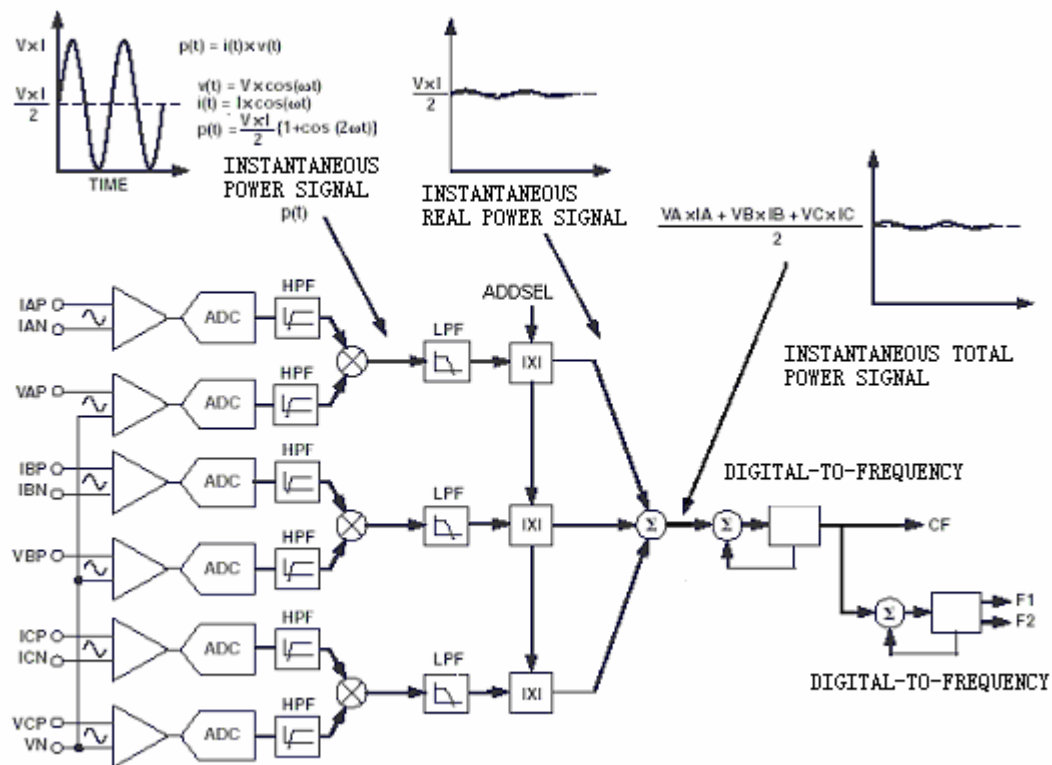 V×I
V×I
2
TIME
p(t) = i(t)×v(t)
v(t) = V×cos(ωt)
i(t) = I×cos(ωt)
p(t) = V×I
2
{1+cos (2ωt)}
INSTANTANEOUS
POWER SIGNAL
p(t)
V×I
2
INSTANTANEOUS
REAL POWER SIGNAL
VA×IA + VB×IB + VC×IC
2
INSTANTANEOUS TOTAL
POWER SIGNAL
IAP
IAN
ADC
HPF
VAP
ADC
HPF
LPF
ADDSEL
|X|
IBP
IBN
ADC
HPF
VBP
ADC
HPF
LPF
|X|
ICP
ICN
ADC
HPF
VCP
VN
ADC
HPF
LPF
|X|
Σ
Σ
DIGITAL-TO-FREQUENCY
CF
Σ
F1
F2
DIGITAL-TO-FREQUENCY